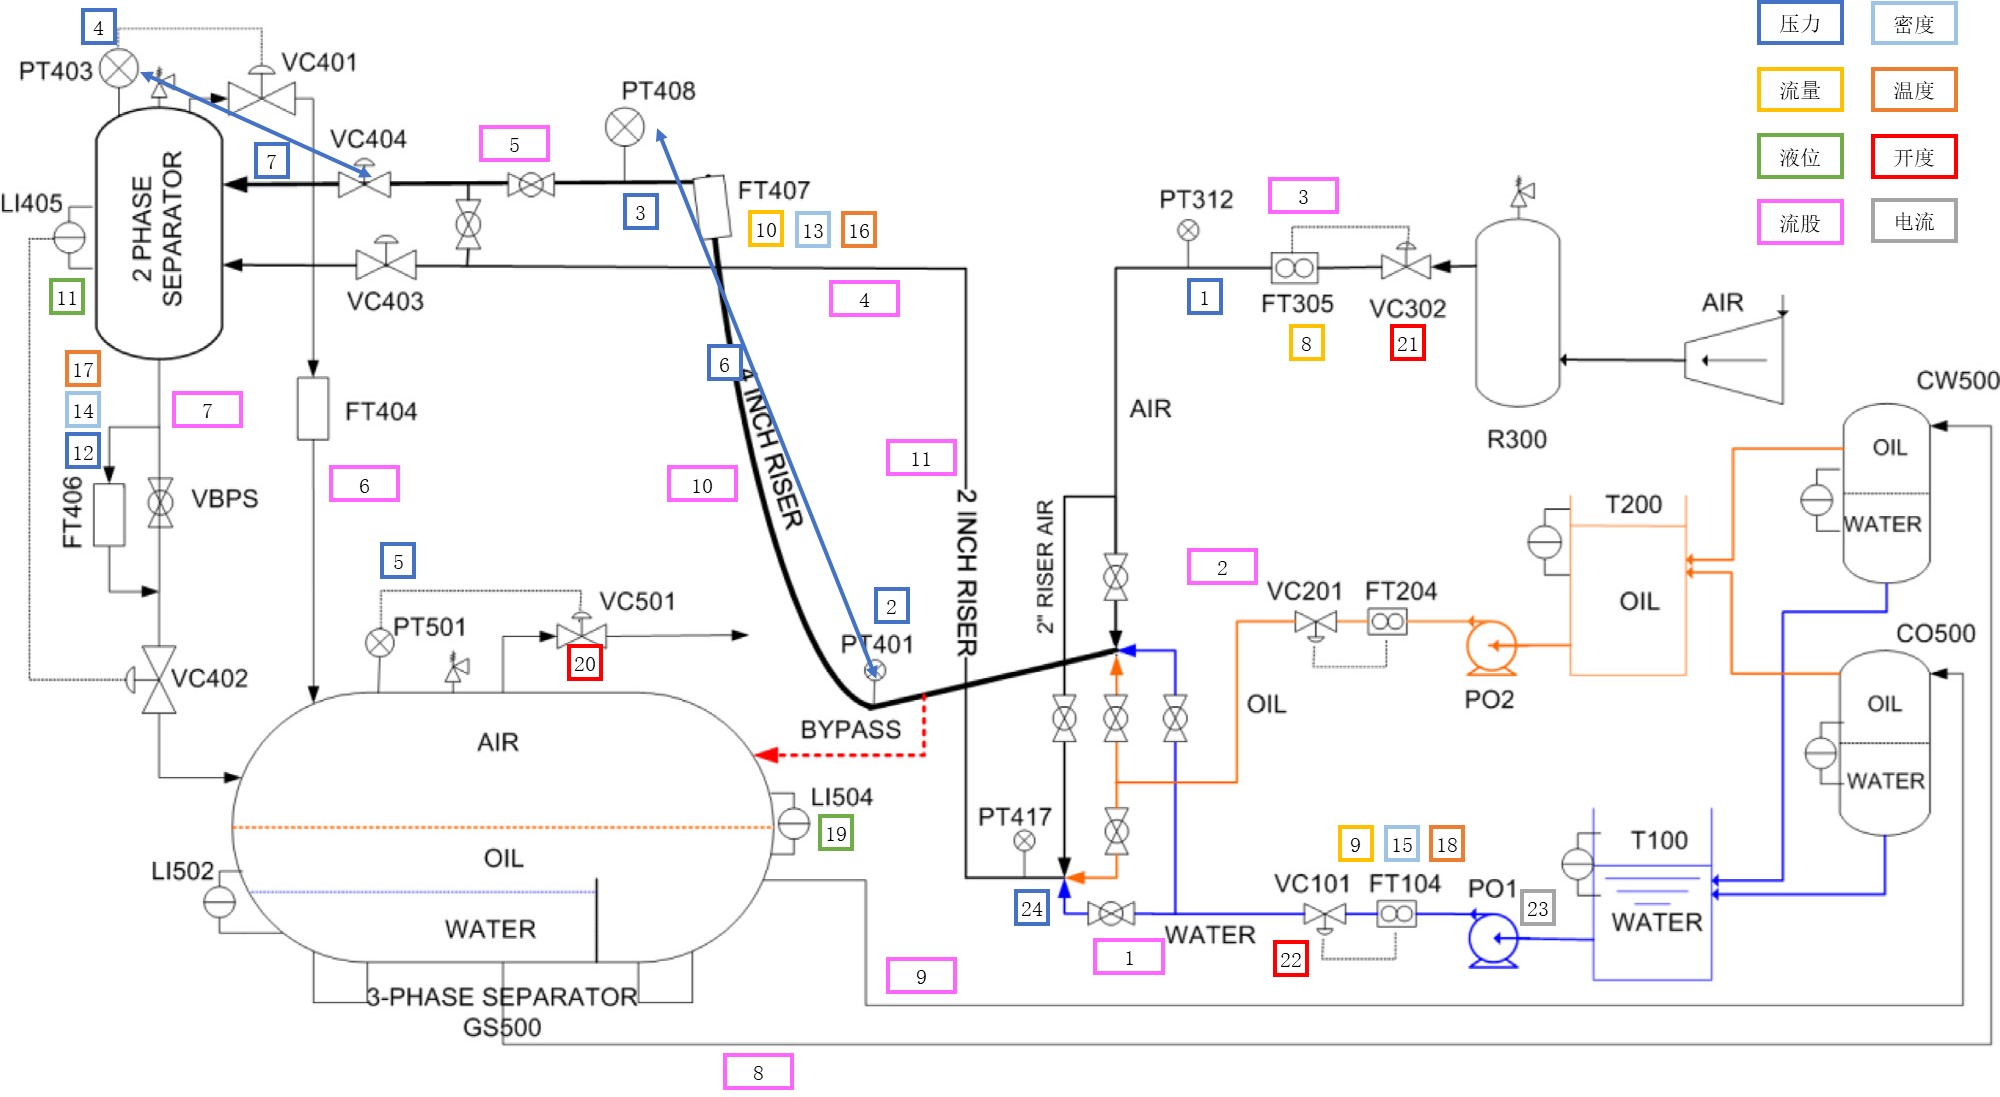 4
压力
密度
PT403
VC401
流量
温度
PT408
VC404
5
7
液位
开度
2 PHASE
SEPARATOR
FT407
3
PT312
3
LI405
10
13
16
流股
电流
11
VC403
4
1
FT305
VC302
AIR
8
21
6
4 INCH RISER
17
14
7
12
FT404
AIR
R300
CW500
OIL
WATER
11
6
10
FT406
VBPS
2 INCH RISER
2" RISER AIR
T200
OIL
5
2
VC201
FT204
PT501
VC501
2
PT401
20
CO500
OIL
WATER
VC402
BYPASS
OIL
PO2
AIR
LI504
19
PT417
9
15
18
T100
WATER
OIL
LI502
WATER
24
VC101
FT104
PO1
23
WATER
1
22
9
3-PHASE SEPARATOR
GS500
8